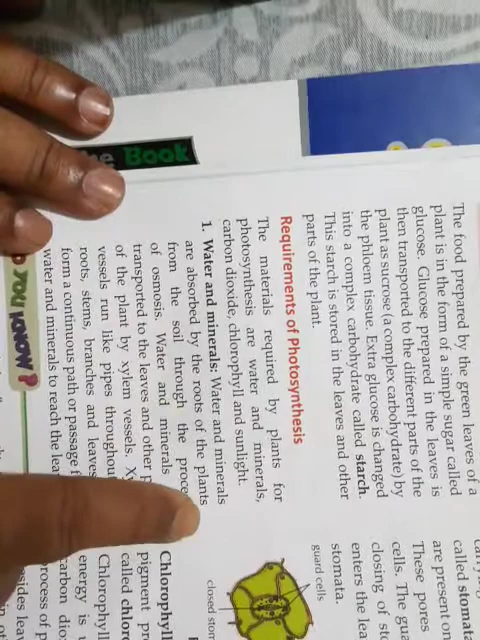 The food prepared by the green leaves of a
plant is in the form of a simple sugar called
glucose. Glucose prepared in the leaves is
then transported to the different parts of the
plant as sucrose (a complex carbohydrate) by
the phloem tissue. Extra glucose is changed
into a complex carbohydrate called starch.
This starch is stored in the leaves and other
parts of the plant.
Requirements of Photosynthesis
The materials required by plants for
photosynthesis are water and minerals,
carbon dioxide, chlorophyll and sunlight.
1. Water and minerals: Water and minerals
are absorbed by the roots of the plants
from the soil through the
of osmosis. Water and minerals
transported to the leaves and other
of the plant by xylem vessels.
vessels run like pipes
roots, stems, branches and leaves
form a contiuous path or passage
water and minerals to reach the
YOU KNOW?
Book
called
are present on
These pores
cells. The
closing of
enters the
stomata.
guard cells
closed
Chlorophyll
pigment
called
Chlorophyll
energy is